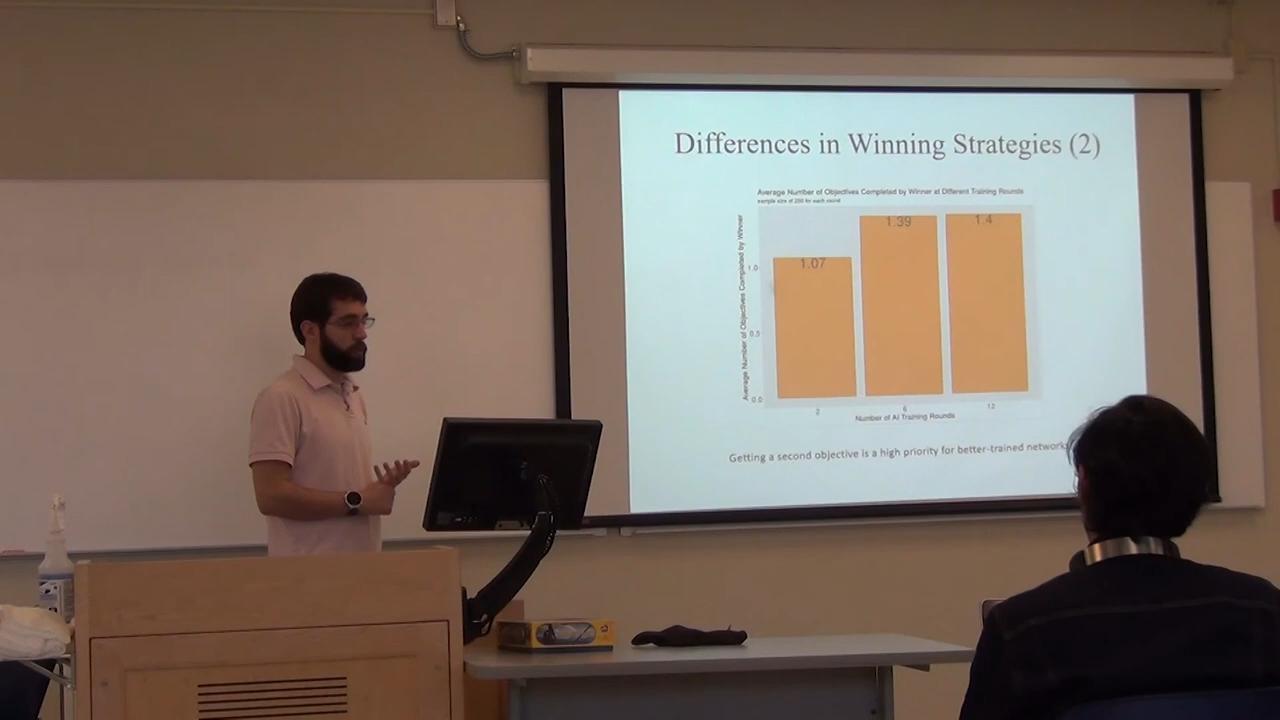 Differences in Winning Strategies (2)
Average Number of Objectives Completed by Winner at Different Training Rounds
sample size of 250 for each round
Average Number of Objectives Completed by Winner
1.07
1.39
1.4
1.0
0.5
0.0
2
6
12
Number of AI Training Rounds
Getting a second objective is a high priority for better-trained network